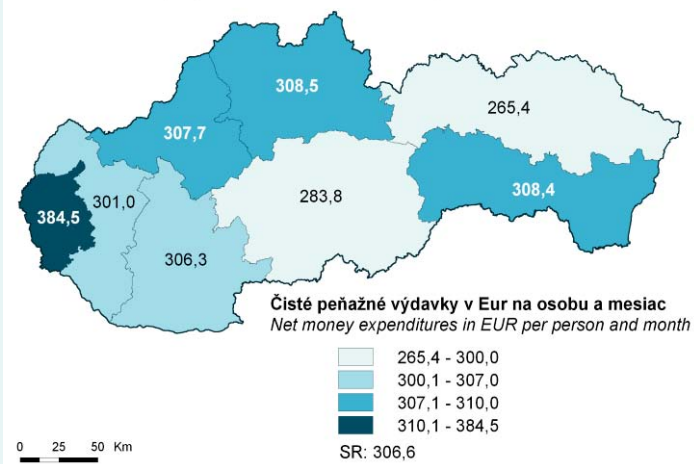 308,5
265,4
307,7
308,4
301,0
283,8
384,5
306,3
Čisté peňažné výdavky v Eur na osobu a mesiac
Net money expenditures in EUR per person and month
265,4 - 300,0
300,1 - 307,0
307,1 - 310,0
310,1 - 384,5
SR: 306,6
0 25 50 Km